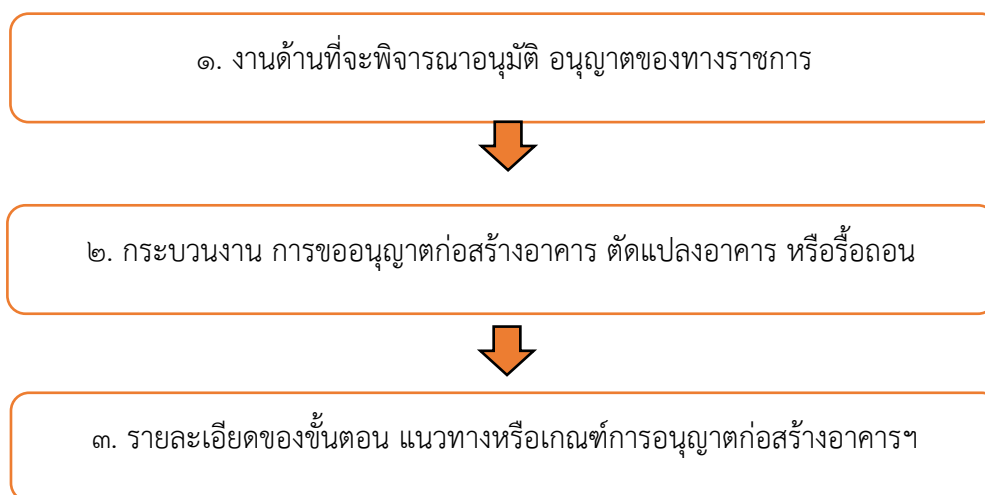 ๑. งานด้านที่จะพิจารณาอนุมัติ อนุญาตของทางราชการ
๒. กระบวนงาน การขออนุญาตก่อสร้างอาคาร ตัดแปลงอาคาร หรือรื้อถอน
๓. รายละเอียดของขั้นตอน แนวทางหรือเกณฑ์การอนุญาตก่อสร้างอาคารฯ